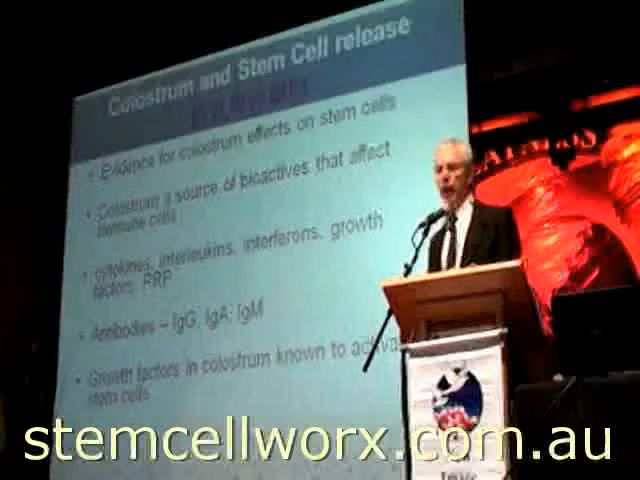 Colostrum and Stem Cell release
• Evidence for colostrum effects on stem cells
• Colostrum a source of bioactives that affect
immune cells
• cytokines, interleukins, interferons, growth
factors, PRP
• Antibodies – IgG, IgA, IgM
• Growth factors in colostrum known to activa
stem cells
stemcellworx.com.au